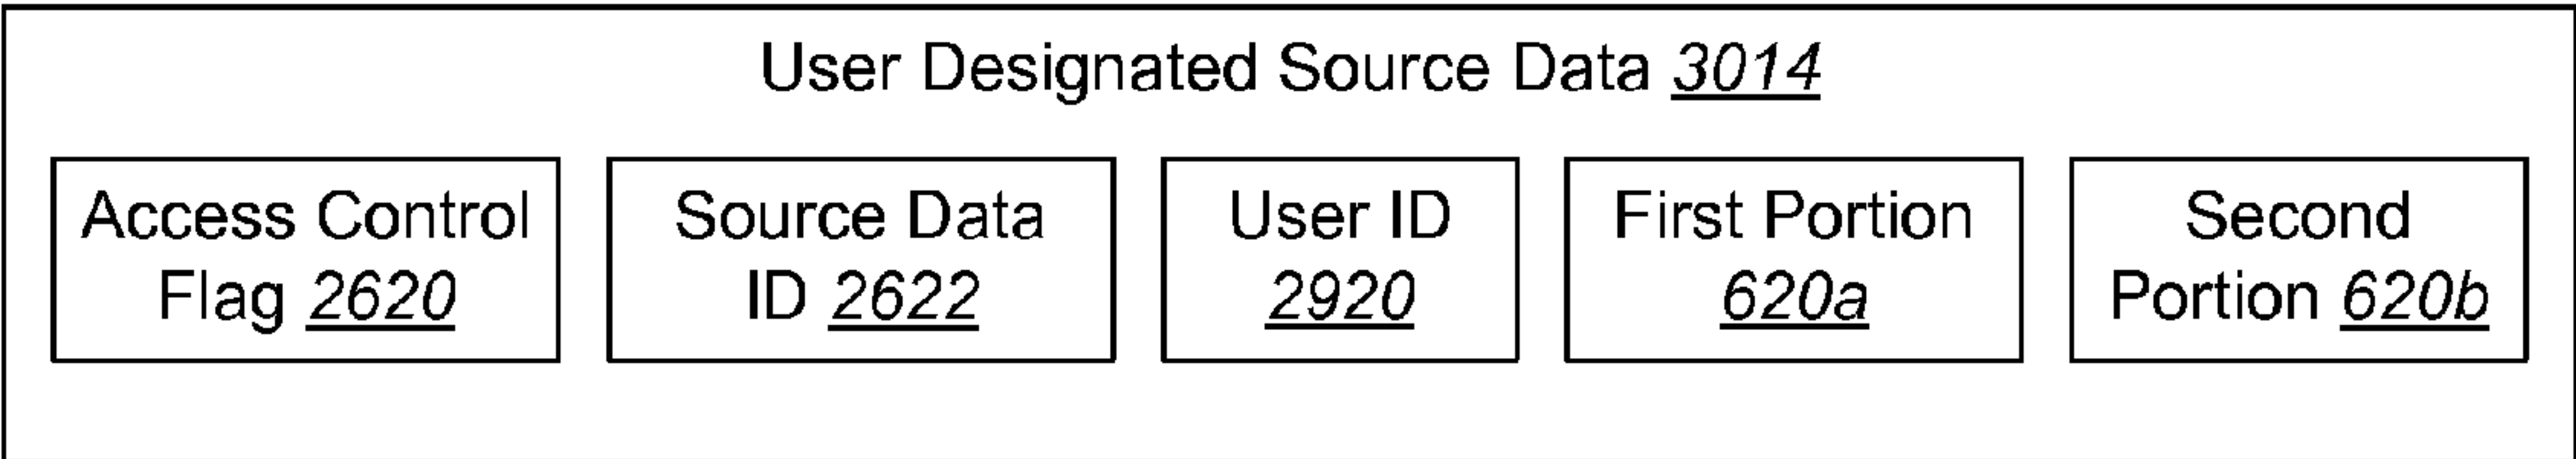 User Designated Source Data 3014
Access Control
Flag 2620
Source Data
ID 2622
User ID
2920
First Portion
620a
Second
Portion 620b